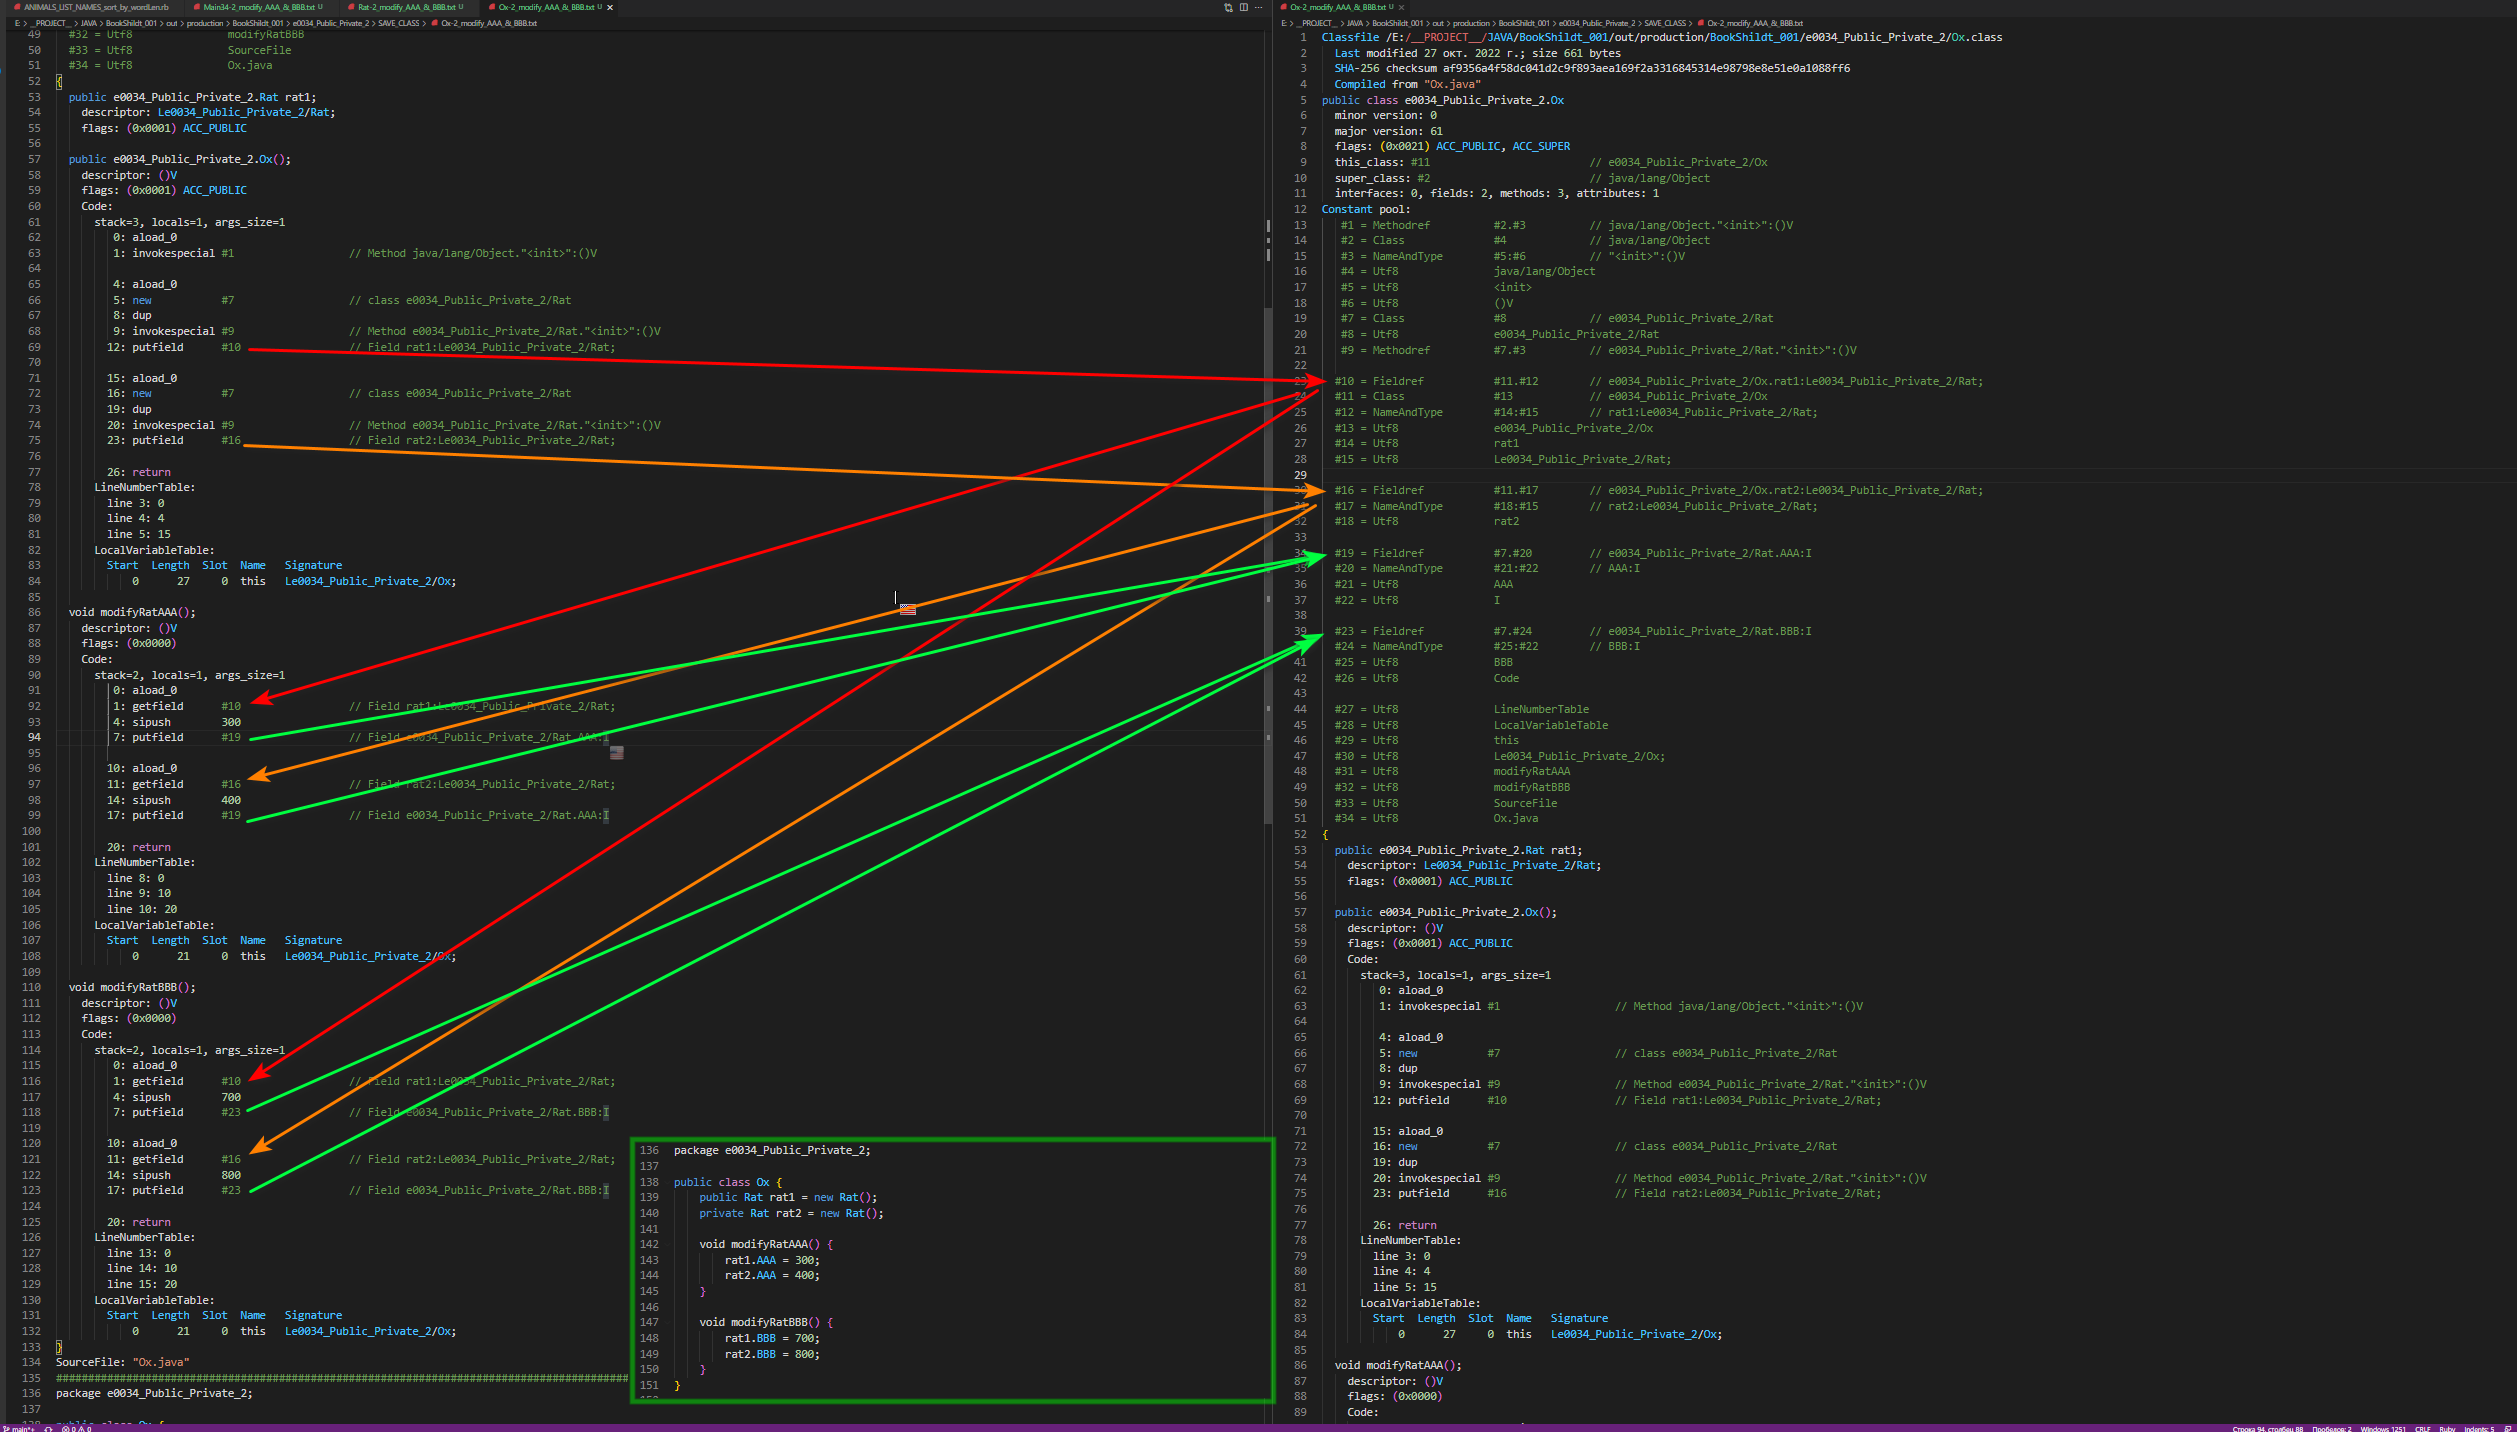 ANIMALS_LIST_NAMES_sort_by_wordLen.rb Main34-2_modify_AAA_&_BBB.txt U Rat-2_modify_AAA_&_BBB.txt U Ox-2_modify_AAA_&_BBB.txt U ×
E: > __PROJECT__ > JAVA > BookShildt_001 > out > production > BookShildt_001 > e0034_Public_Private_2 > SAVE_CLASS > Ox-2_modify_AAA_&_BBB.txt
49 #32 = Utf8 modifyRatBBB
50 #33 = Utf8 SourceFile
51 #34 = Utf8 Ox.java
52 {
53 public e0034_Public_Private_2.Rat rat1;
54 descriptor: Le0034_Public_Private_2/Rat;
55 flags: (0x0001) ACC_PUBLIC
56
57 public e0034_Public_Private_2.Ox();
58 descriptor: ()V
59 flags: (0x0001) ACC_PUBLIC
60 Code:
61 stack=3, locals=1, args_size=1
62 0: aload_0
63 1: invokespecial #1 // Method java/lang/Object."<init>":()V
64
65 4: aload_0
66 5: new #7 // class e0034_Public_Private_2/Rat
67 8: dup
68 9: invokespecial #9 // Method e0034_Public_Private_2/Rat."<init>":()V
69 12: putfield #10 // Field rat1:Le0034_Public_Private_2/Rat;
70
71 15: aload_0
72 16: new #7 // class e0034_Public_Private_2/Rat
73 19: dup
74 20: invokespecial #9 // Method e0034_Public_Private_2/Rat."<init>":()V
75 23: putfield #16 // Field rat2:Le0034_Public_Private_2/Rat;
76
77 26: return
78 LineNumberTable:
79 line 3: 0
80 line 4: 4
81 line 5: 15
82 LocalVariableTable:
83 Start Length Slot Name Signature
84 0 27 0 this Le0034_Public_Private_2/Ox;
85
86 void modifyRatAAA();
87 descriptor: ()V
88 flags: (0x0000)
89 Code:
90 stack=2, locals=1, args_size=1
91 0: aload_0
92 1: getfield #10 // Field rat1:Le0034_Public_Private_2/Rat;
93 4: sipush 300
94 7: putfield #19 // Field e0034_Public_Private_2/Rat.AAA:I
95
96 10: aload_0
97 11: getfield #16 // Field rat2:Le0034_Public_Private_2/Rat;
98 14: sipush 400
99 17: putfield #19 // Field e0034_Public_Private_2/Rat.AAA:I
100
101 20: return
102 LineNumberTable:
103 line 8: 0
104 line 9: 10
105 line 10: 20
106 LocalVariableTable:
107 Start Length Slot Name Signature
108 0 21 0 this Le0034_Public_Private_2/Ox;
109
110 void modifyRatBBB();
111 descriptor: ()V
112 flags: (0x0000)
113 Code:
114 stack=2, locals=1, args_size=1
115 0: aload_0
116 1: getfield #10 // Field rat1:Le0034_Public_Private_2/Rat;
117 4: sipush 700
118 7: putfield #23 // Field e0034_Public_Private_2/Rat.BBB:I
119
120 10: aload_0
121 11: getfield #16 // Field rat2:Le0034_Public_Private_2/Rat;
122 14: sipush 800
123 17: putfield #23 // Field e0034_Public_Private_2/Rat.BBB:I
124
125 20: return
126 LineNumberTable:
127 line 13: 0
128 line 14: 10
129 line 15: 20
130 LocalVariableTable:
131 Start Length Slot Name Signature
132 0 21 0 this Le0034_Public_Private_2/Ox;
133 }
134 SourceFile: "Ox.java"
135 ##########################################################################################
136 package e0034_Public_Private_2;
137
138 public class Ox {
136 package e0034_Public_Private_2;
137
138 public class Ox {
139 public Rat rat1 = new Rat();
140 private Rat rat2 = new Rat();
141
142 void modifyRatAAA() {
143 rat1.AAA = 300;
144 rat2.AAA = 400;
145 }
146
147 void modifyRatBBB() {
148 rat1.BBB = 700;
149 rat2.BBB = 800;
150 }
151 }
Ox-2_modify_AAA_&_BBB.txt U ×
E: > __PROJECT__ > JAVA > BookShildt_001 > out > production > BookShildt_001 > e0034_Public_Private_2 > SAVE_CLASS > Ox-2_modify_AAA_&_BBB.txt
1 Classfile /E:/__PROJECT__/JAVA/BookShildt_001/out/production/BookShildt_001/e0034_Public_Private_2/Ox.class
2 Last modified 27 окт. 2022 г.; size 661 bytes
3 SHA-256 checksum af9356a4f58dc041d2c9f893aea169f2a3316845314e98798e8e51e0a1088ff6
4 Compiled from "Ox.java"
5 public class e0034_Public_Private_2.Ox
6 minor version: 0
7 major version: 61
8 flags: (0x0021) ACC_PUBLIC, ACC_SUPER
9 this_class: #11 // e0034_Public_Private_2/Ox
10 super_class: #2 // java/lang/Object
11 interfaces: 0, fields: 2, methods: 3, attributes: 1
12 Constant pool:
13 #1 = Methodref #2.#3 // java/lang/Object."<init>":()V
14 #2 = Class #4 // java/lang/Object
15 #3 = NameAndType #5:#6 // "<init>":()V
16 #4 = Utf8 java/lang/Object
17 #5 = Utf8 <init>
18 #6 = Utf8 ()V
19 #7 = Class #8 // e0034_Public_Private_2/Rat
20 #8 = Utf8 e0034_Public_Private_2/Rat
21 #9 = Methodref #7.#3 // e0034_Public_Private_2/Rat."<init>":()V
22
23 #10 = Fieldref #11.#12 // e0034_Public_Private_2/Ox.rat1:Le0034_Public_Private_2/Rat;
24 #11 = Class #13 // e0034_Public_Private_2/Ox
25 #12 = NameAndType #14:#15 // rat1:Le0034_Public_Private_2/Rat;
26 #13 = Utf8 e0034_Public_Private_2/Ox
27 #14 = Utf8 rat1
28 #15 = Utf8 Le0034_Public_Private_2/Rat;
29
30 #16 = Fieldref #11.#17 // e0034_Public_Private_2/Ox.rat2:Le0034_Public_Private_2/Rat;
31 #17 = NameAndType #18:#15 // rat2:Le0034_Public_Private_2/Rat;
32 #18 = Utf8 rat2
33
34 #19 = Fieldref #7.#20 // e0034_Public_Private_2/Rat.AAA:I
35 #20 = NameAndType #21:#22 // AAA:I
36 #21 = Utf8 AAA
37 #22 = Utf8 I
38
39 #23 = Fieldref #7.#24 // e0034_Public_Private_2/Rat.BBB:I
#24 = NameAndType #25:#22 // BBB:I
41 #25 = Utf8 BBB
42 #26 = Utf8 Code
43
44 #27 = Utf8 LineNumberTable
45 #28 = Utf8 LocalVariableTable
46 #29 = Utf8 this
47 #30 = Utf8 Le0034_Public_Private_2/Ox;
48 #31 = Utf8 modifyRatAAA
49 #32 = Utf8 modifyRatBBB
50 #33 = Utf8 SourceFile
51 #34 = Utf8 Ox.java
52 {
53 public e0034_Public_Private_2.Rat rat1;
54 descriptor: Le0034_Public_Private_2/Rat;
55 flags: (0x0001) ACC_PUBLIC
56
57 public e0034_Public_Private_2.Ox();
58 descriptor: ()V
59 flags: (0x0001) ACC_PUBLIC
60 Code:
61 stack=3, locals=1, args_size=1
62 0: aload_0
63 1: invokespecial #1 // Method java/lang/Object."<init>":()V
64
65 4: aload_0
66 5: new #7 // class e0034_Public_Private_2/Rat
67 8: dup
68 9: invokespecial #9 // Method e0034_Public_Private_2/Rat."<init>":()V
69 12: putfield #10 // Field rat1:Le0034_Public_Private_2/Rat;
70
71 15: aload_0
72 16: new #7 // class e0034_Public_Private_2/Rat
73 19: dup
74 20: invokespecial #9 // Method e0034_Public_Private_2/Rat."<init>":()V
75 23: putfield #16 // Field rat2:Le0034_Public_Private_2/Rat;
76
77 26: return
78 LineNumberTable:
79 line 3: 0
80 line 4: 4
81 line 5: 15
82 LocalVariableTable:
83 Start Length Slot Name Signature
84 0 27 0 this Le0034_Public_Private_2/Ox;
85
86 void modifyRatAAA();
87 descriptor: ()V
88 flags: (0x0000)
89 Code:
main*+ 0 0 Строка 94, столбец 88 Пробелов: 2 Windows 1251 CRLF Ruby Indents: 5